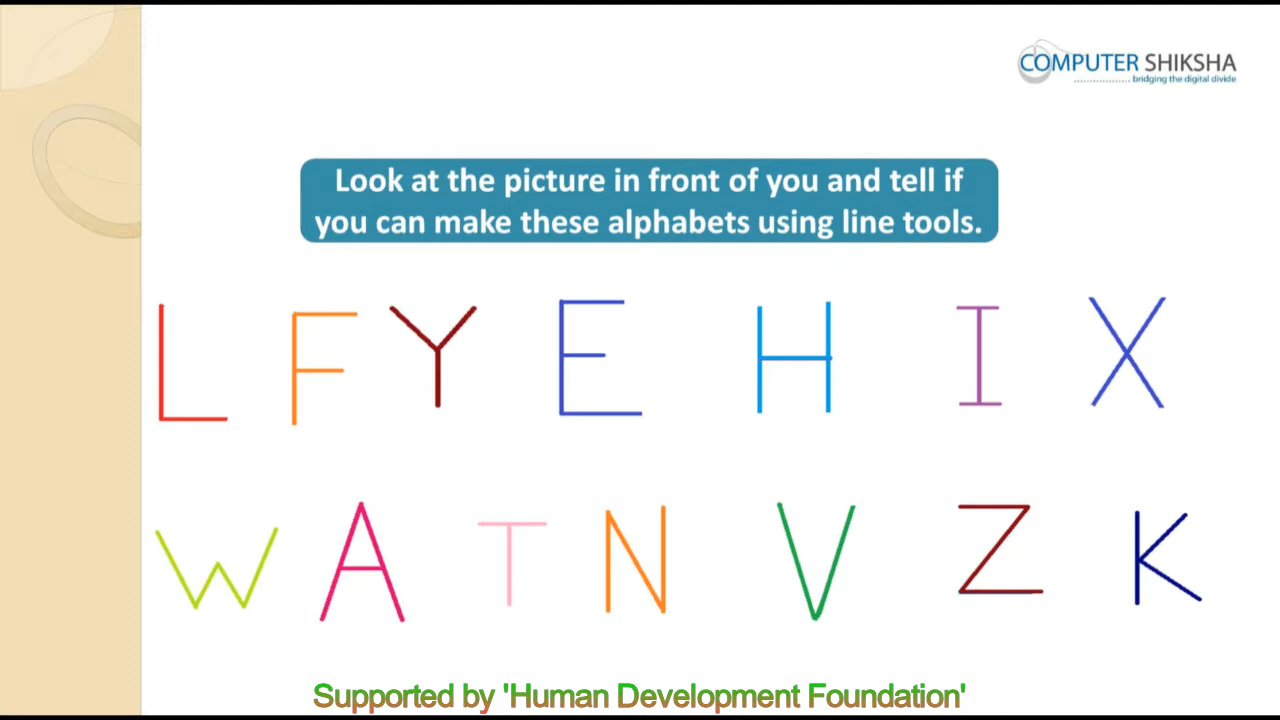 COMPUTER SHIKSHA
bridging the digital divide
Look at the picture in front of you and tell if
you can make these alphabets using line tools.
L F Y E H I X
W A T N V Z K
Supported by 'Human Development Foundation'